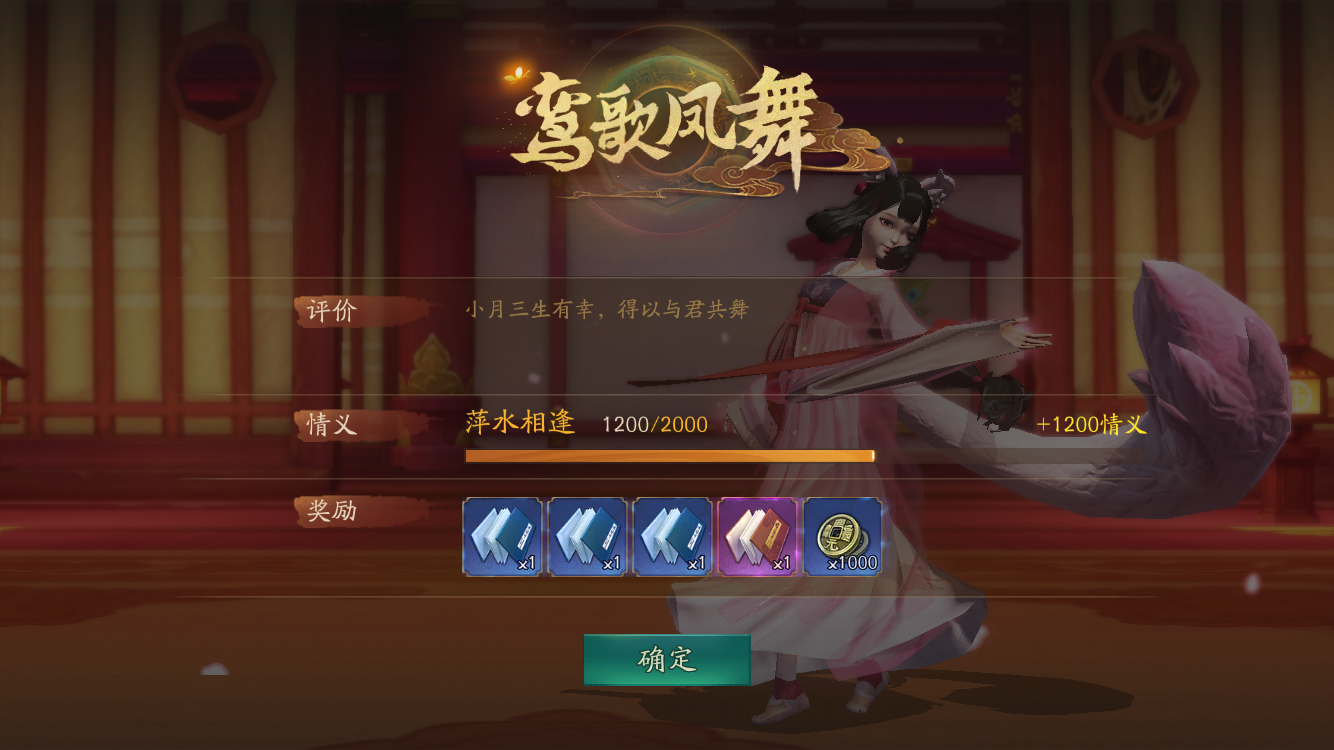 鸾歌凤舞
评价
小月三生有幸，得以与君共舞
情义
萍水相逢 1200/2000 +1200情义
奖励
x1 x1 x1 x1 x1000
确定